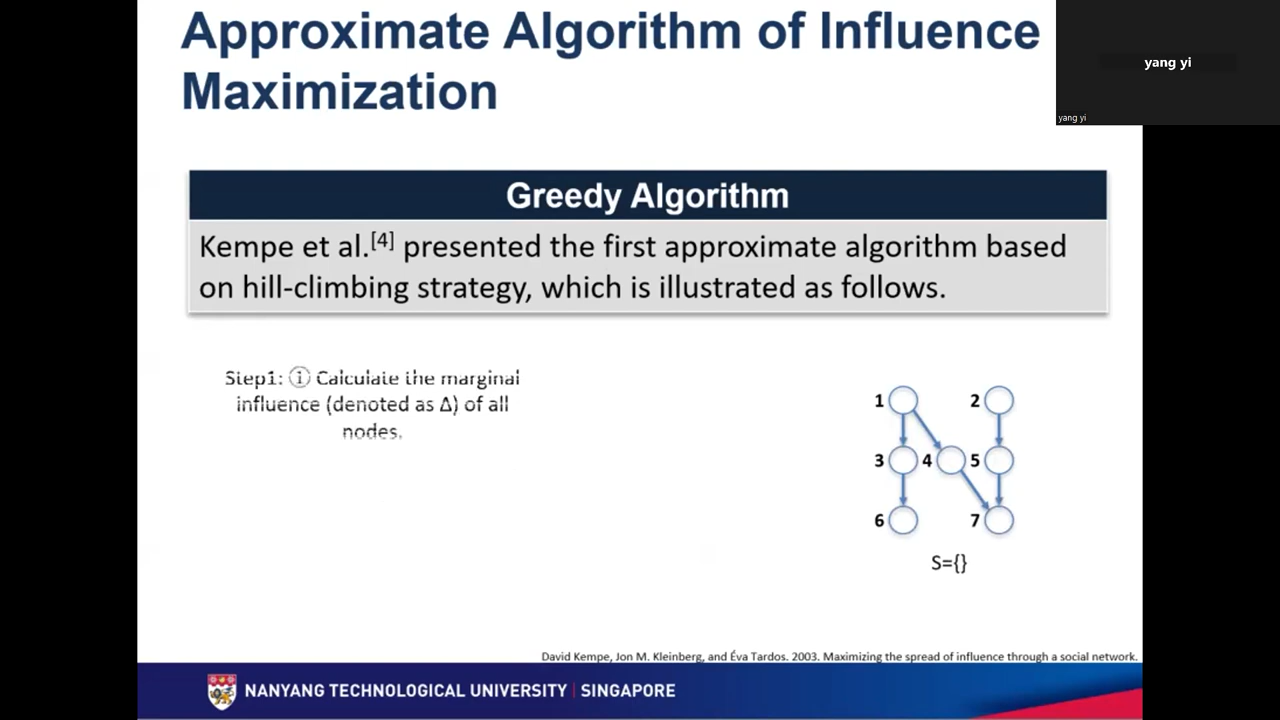 Approximate Algorithm of Influence
Maximization
yang yi
yang yi
Greedy Algorithm
Kempe et al.[4] presented the first approximate algorithm based
on hill-climbing strategy, which is illustrated as follows.
Step1: ① Calculate the marginal
influence (denoted as Δ) of all
nodes.
1 2
3 4 5
6 7
S={}
David Kempe, Jon M. Kleinberg, and Éva Tardos. 2003. Maximizing the spread of influence through a social network.
NANYANG TECHNOLOGICAL UNIVERSITY | SINGAPORE